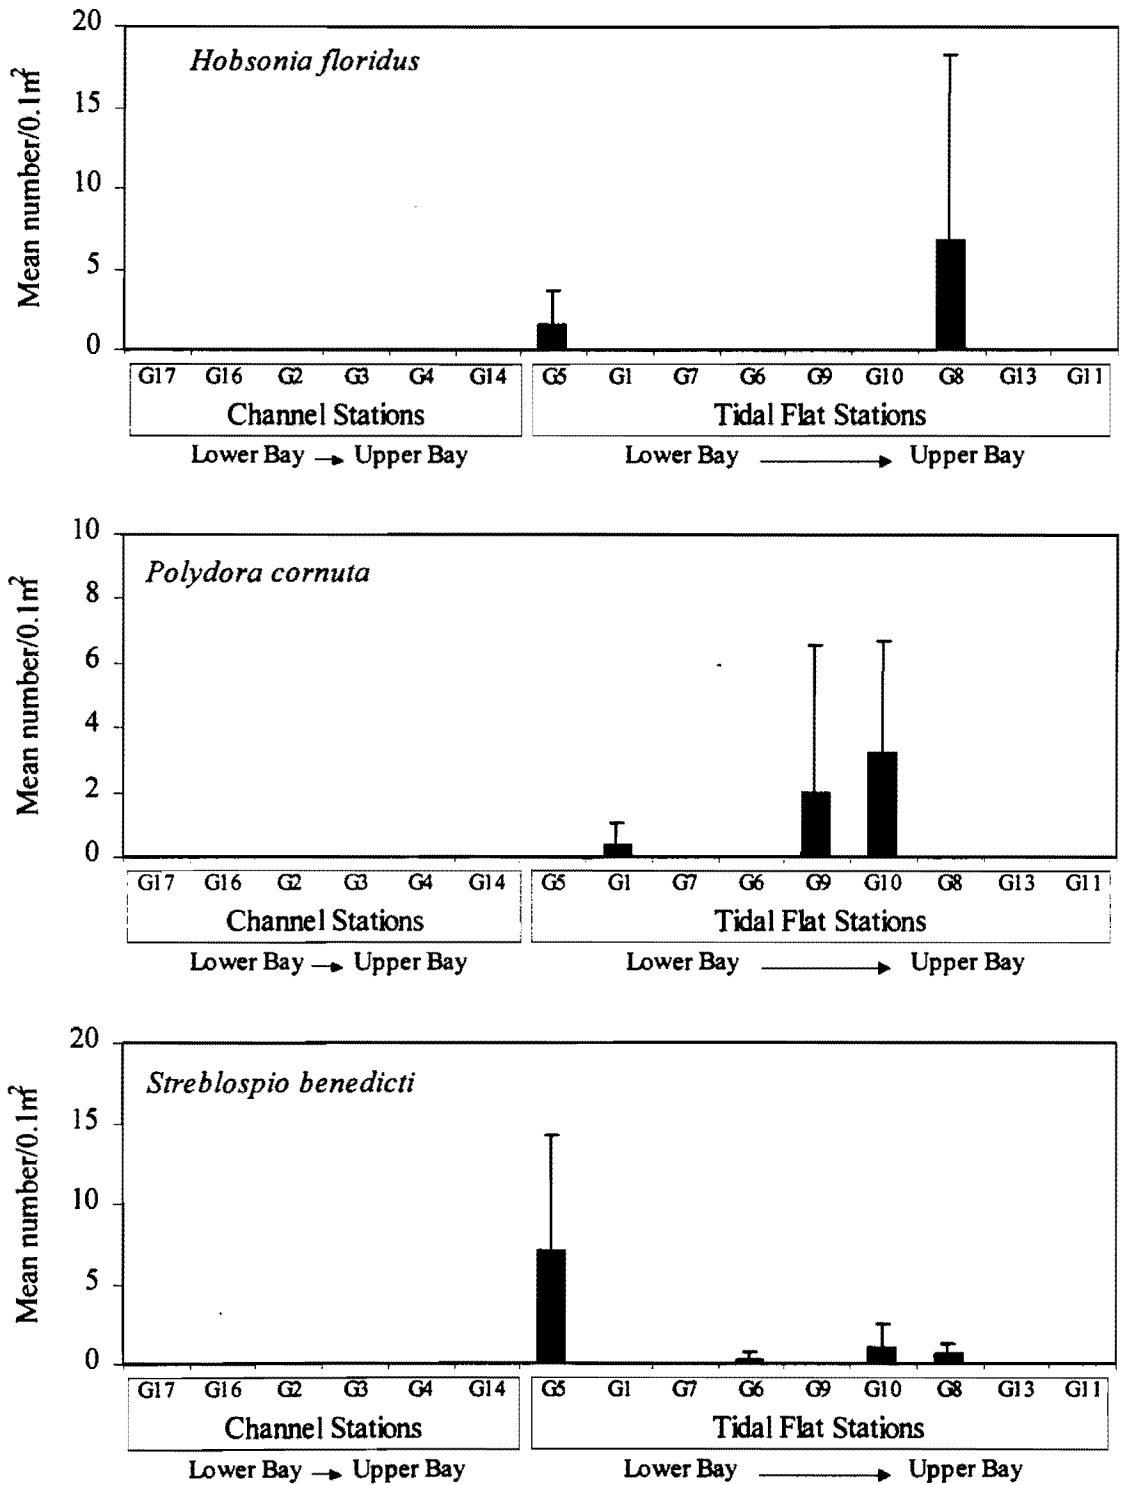 Hobsonia floridus
Mean number/0.1m²
20
15
10
5
0
G17 G16 G2 G3 G4 G14 G5 G1 G7 G6 G9 G10 G8 G13 G11
Channel Stations Tidal Flat Stations
Lower Bay → Upper Bay Lower Bay → Upper Bay
Polydora cornuta
Mean number/0.1m²
10
8
6
4
2
0
G17 G16 G2 G3 G4 G14 G5 G1 G7 G6 G9 G10 G8 G13 G11
Channel Stations Tidal Flat Stations
Lower Bay → Upper Bay Lower Bay → Upper Bay
Streblospio benedicti
Mean number/0.1m²
20
15
10
5
0
G17 G16 G2 G3 G4 G14 G5 G1 G7 G6 G9 G10 G8 G13 G11
Channel Stations Tidal Flat Stations
Lower Bay → Upper Bay Lower Bay → Upper Bay